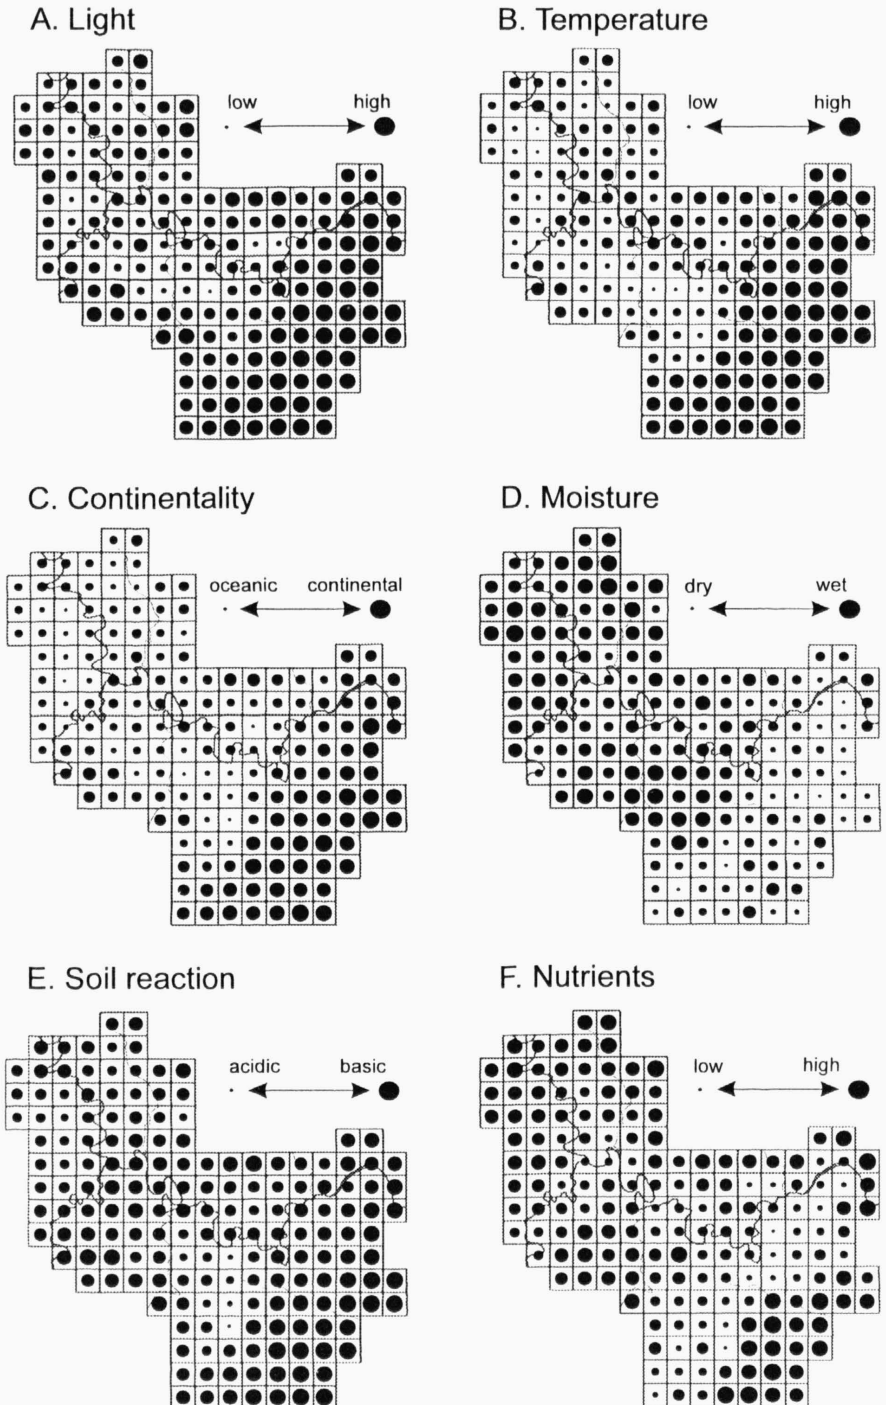 A. Light
low high
B. Temperature
low high
C. Continentality
oceanic continental
D. Moisture
dry wet
E. Soil reaction
acidic basic
F. Nutrients
low high